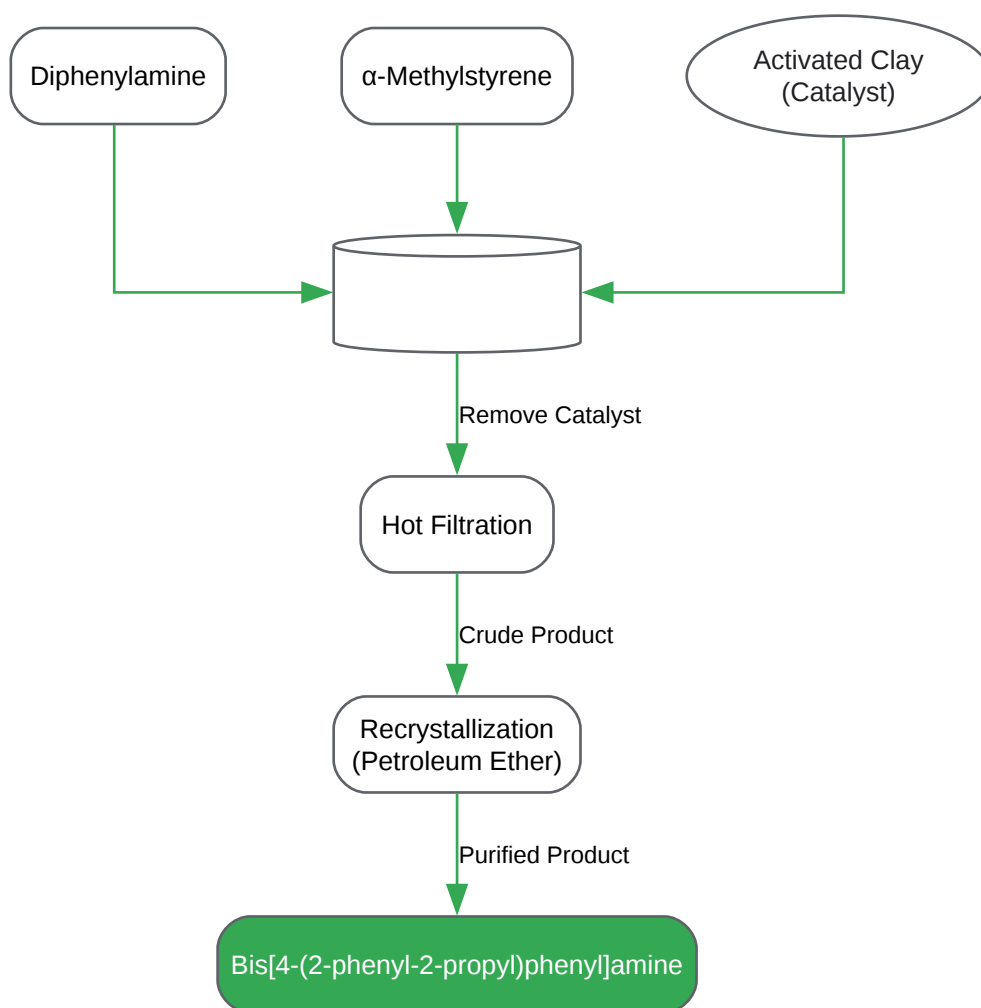 Diphenylamine
α-Methylstyrene
Activated Clay
(Catalyst)
Remove Catalyst
Hot Filtration
Crude Product
Recrystallization
(Petroleum Ether)
Purified Product
Bis[4-(2-phenyl-2-propyl)phenyl]amine